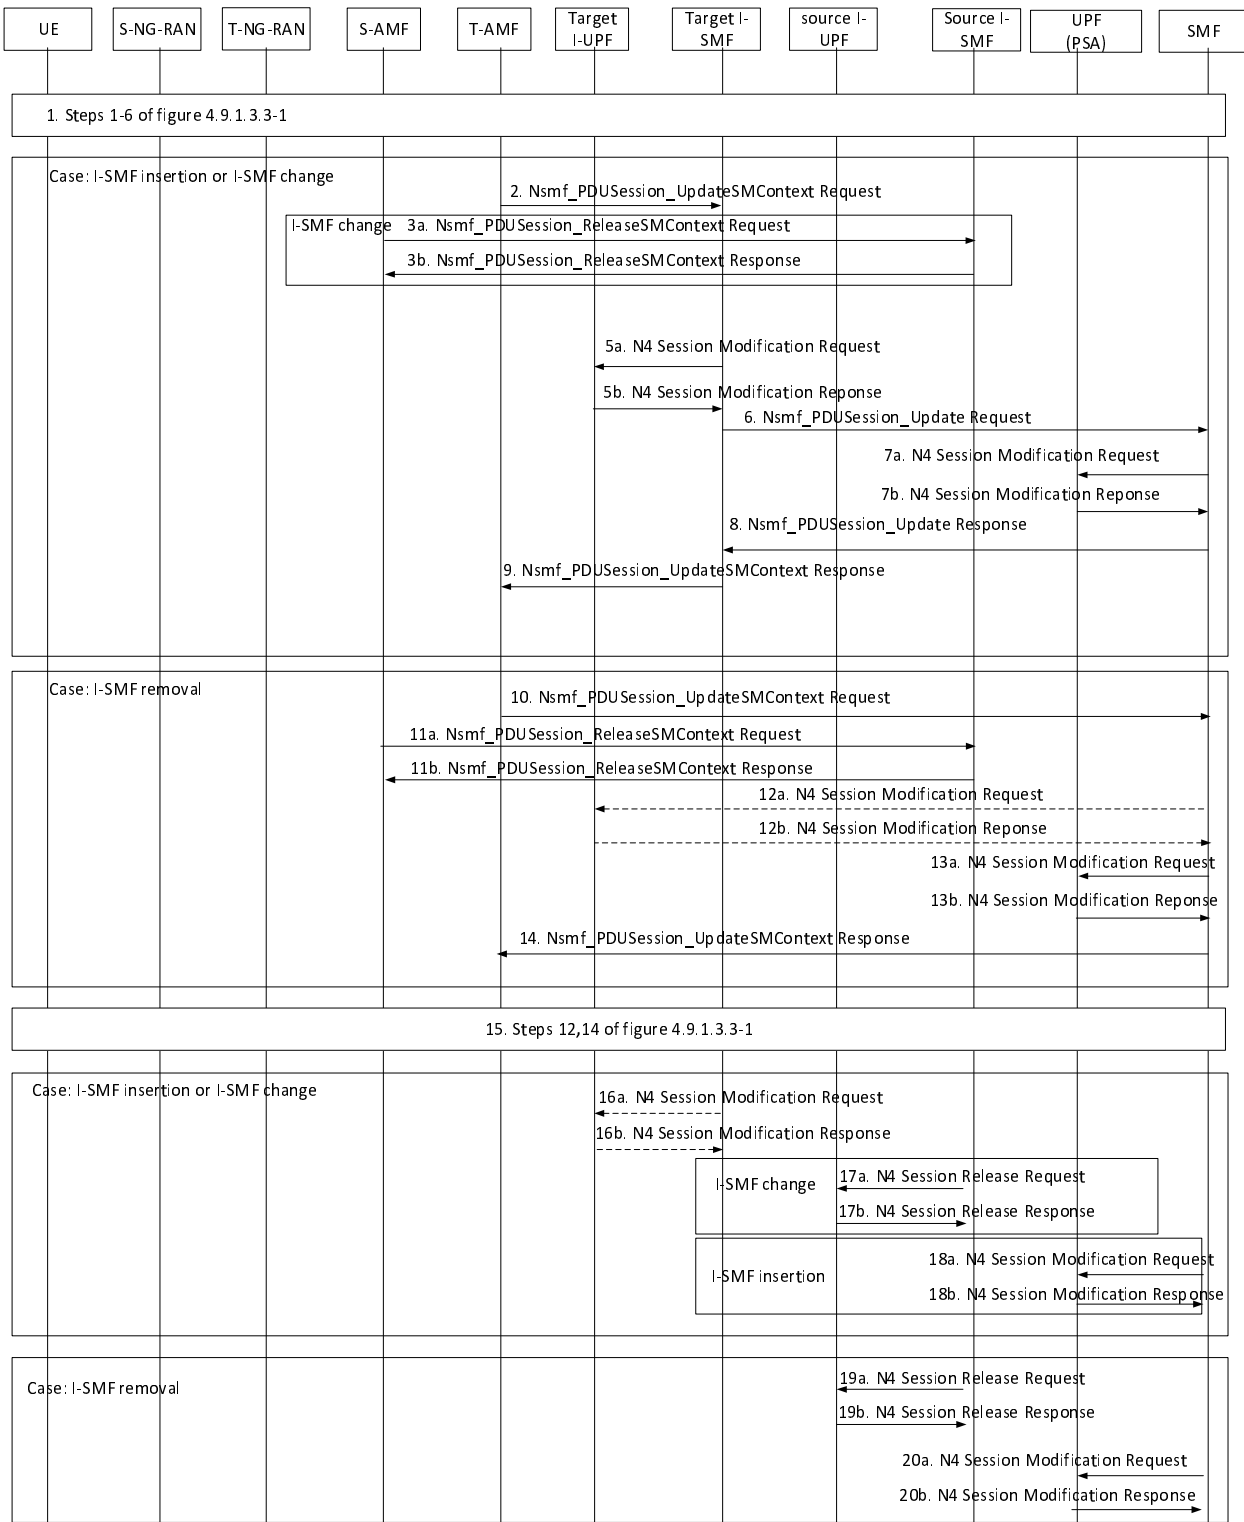 UE
S-NG-RAN
T-NG-RAN
S-AMF
T-AMF
Target
I-UPF
Target I-
SMF
source I-
UPF
Source I-
SMF
UPF
(PSA)
SMF
1. Steps 1-6 of figure 4.9.1.3.3-1
Case: I-SMF insertion or I-SMF change
2. Nsmf_PDUSession_UpdateSMContext Request
I-SMF change
3a. Nsmf_PDUSession_ReleaseSMContext Request
3b. Nsmf_PDUSession_ReleaseSMContext Response
5a. N4 Session Modification Request
5b. N4 Session Modification Reponse
6. Nsmf_PDUSession_Update Request
7a. N4 Session Modification Request
7b. N4 Session Modification Reponse
8. Nsmf_PDUSession_Update Response
9. Nsmf_PDUSession_UpdateSMContext Response
Case: I-SMF removal
10. Nsmf_PDUSession_UpdateSMContext Request
11a. Nsmf_PDUSession_ReleaseSMContext Request
11b. Nsmf_PDUSession_ReleaseSMContext Response
12a. N4 Session Modification Request
12b. N4 Session Modification Reponse
13a. N4 Session Modification Request
13b. N4 Session Modification Reponse
14. Nsmf_PDUSession_UpdateSMContext Response
15. Steps 12,14 of figure 4.9.1.3.3-1
Case: I-SMF insertion or I-SMF change
16a. N4 Session Modification Request
16b. N4 Session Modification Response
I-SMF change
17a. N4 Session Release Request
17b. N4 Session Release Response
I-SMF insertion
18a. N4 Session Modification Request
18b. N4 Session Modification Response
Case: I-SMF removal
19a. N4 Session Release Request
19b. N4 Session Release Response
20a. N4 Session Modification Request
20b. N4 Session Modification Response